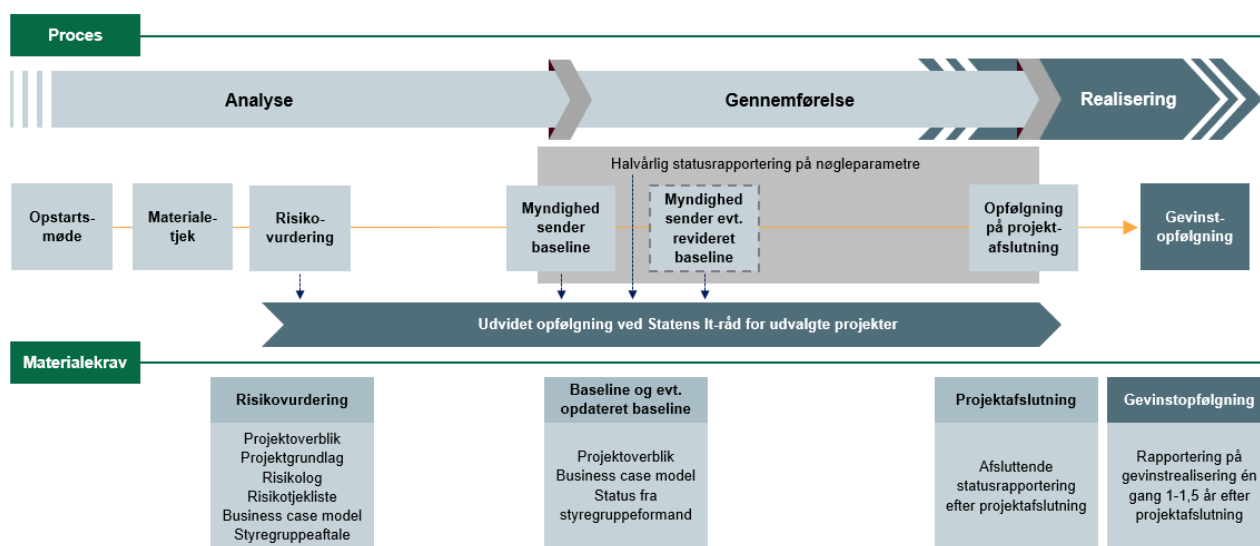 Proces
Analyse
Gennemførelse
Realisering
Halvårlig statusrapportering på nøgleparametre
Opstarts-
møde
Materiale-
tjek
Risiko-
vurdering
Myndighed
sender
baseline
Myndighed
sender evt.
revideret
baseline
Opfølgning
på projekt-
afslutning
Gevinst-
opfølgning
Udvidet opfølgning ved Statens It-råd for udvalgte projekter
Materialekrav
Risikovurdering
Projektoverblik
Projektgrundlag
Risikolog
Risikotjekliste
Business case model
Styregruppeaftale
Baseline og evt.
opdateret baseline
Projektoverblik
Business case model
Status fra
styregruppeformand
Projektafslutning
Afsluttende
statusrapportering
efter projektafslutning
Gevinstopfølgning
Rapportering på
gevinstrealisering én
gang 1-1,5 år efter
projektafslutning